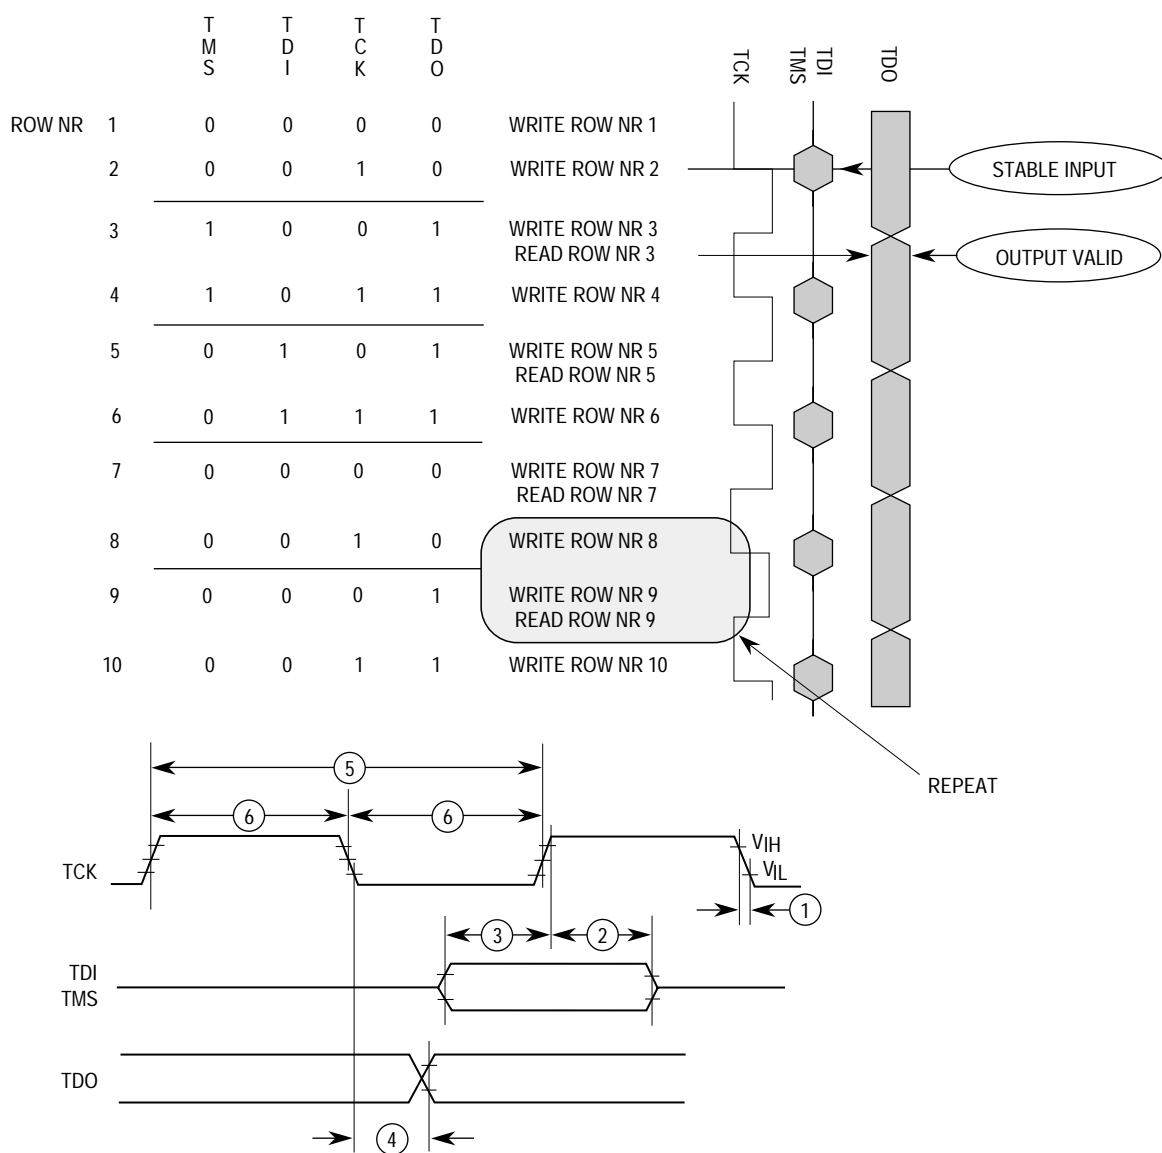 TMS TDI TCK TDO
TCK TMS TDI TDO
ROW NR 1 0 0 0 0 WRITE ROW NR 1
2 0 0 1 0 WRITE ROW NR 2
STABLE INPUT
3 1 0 0 1 WRITE ROW NR 3
READ ROW NR 3
OUTPUT VALID
4 1 0 1 1 WRITE ROW NR 4
5 0 1 0 1 WRITE ROW NR 5
READ ROW NR 5
6 0 1 1 1 WRITE ROW NR 6
7 0 0 0 0 WRITE ROW NR 7
READ ROW NR 7
8 0 0 1 0 WRITE ROW NR 8
9 0 0 0 1 WRITE ROW NR 9
READ ROW NR 9
10 0 0 1 1 WRITE ROW NR 10
REPEAT
5
6 6
TCK
VIH
VIL
1
3 2
TDI
TMS
TDO
4